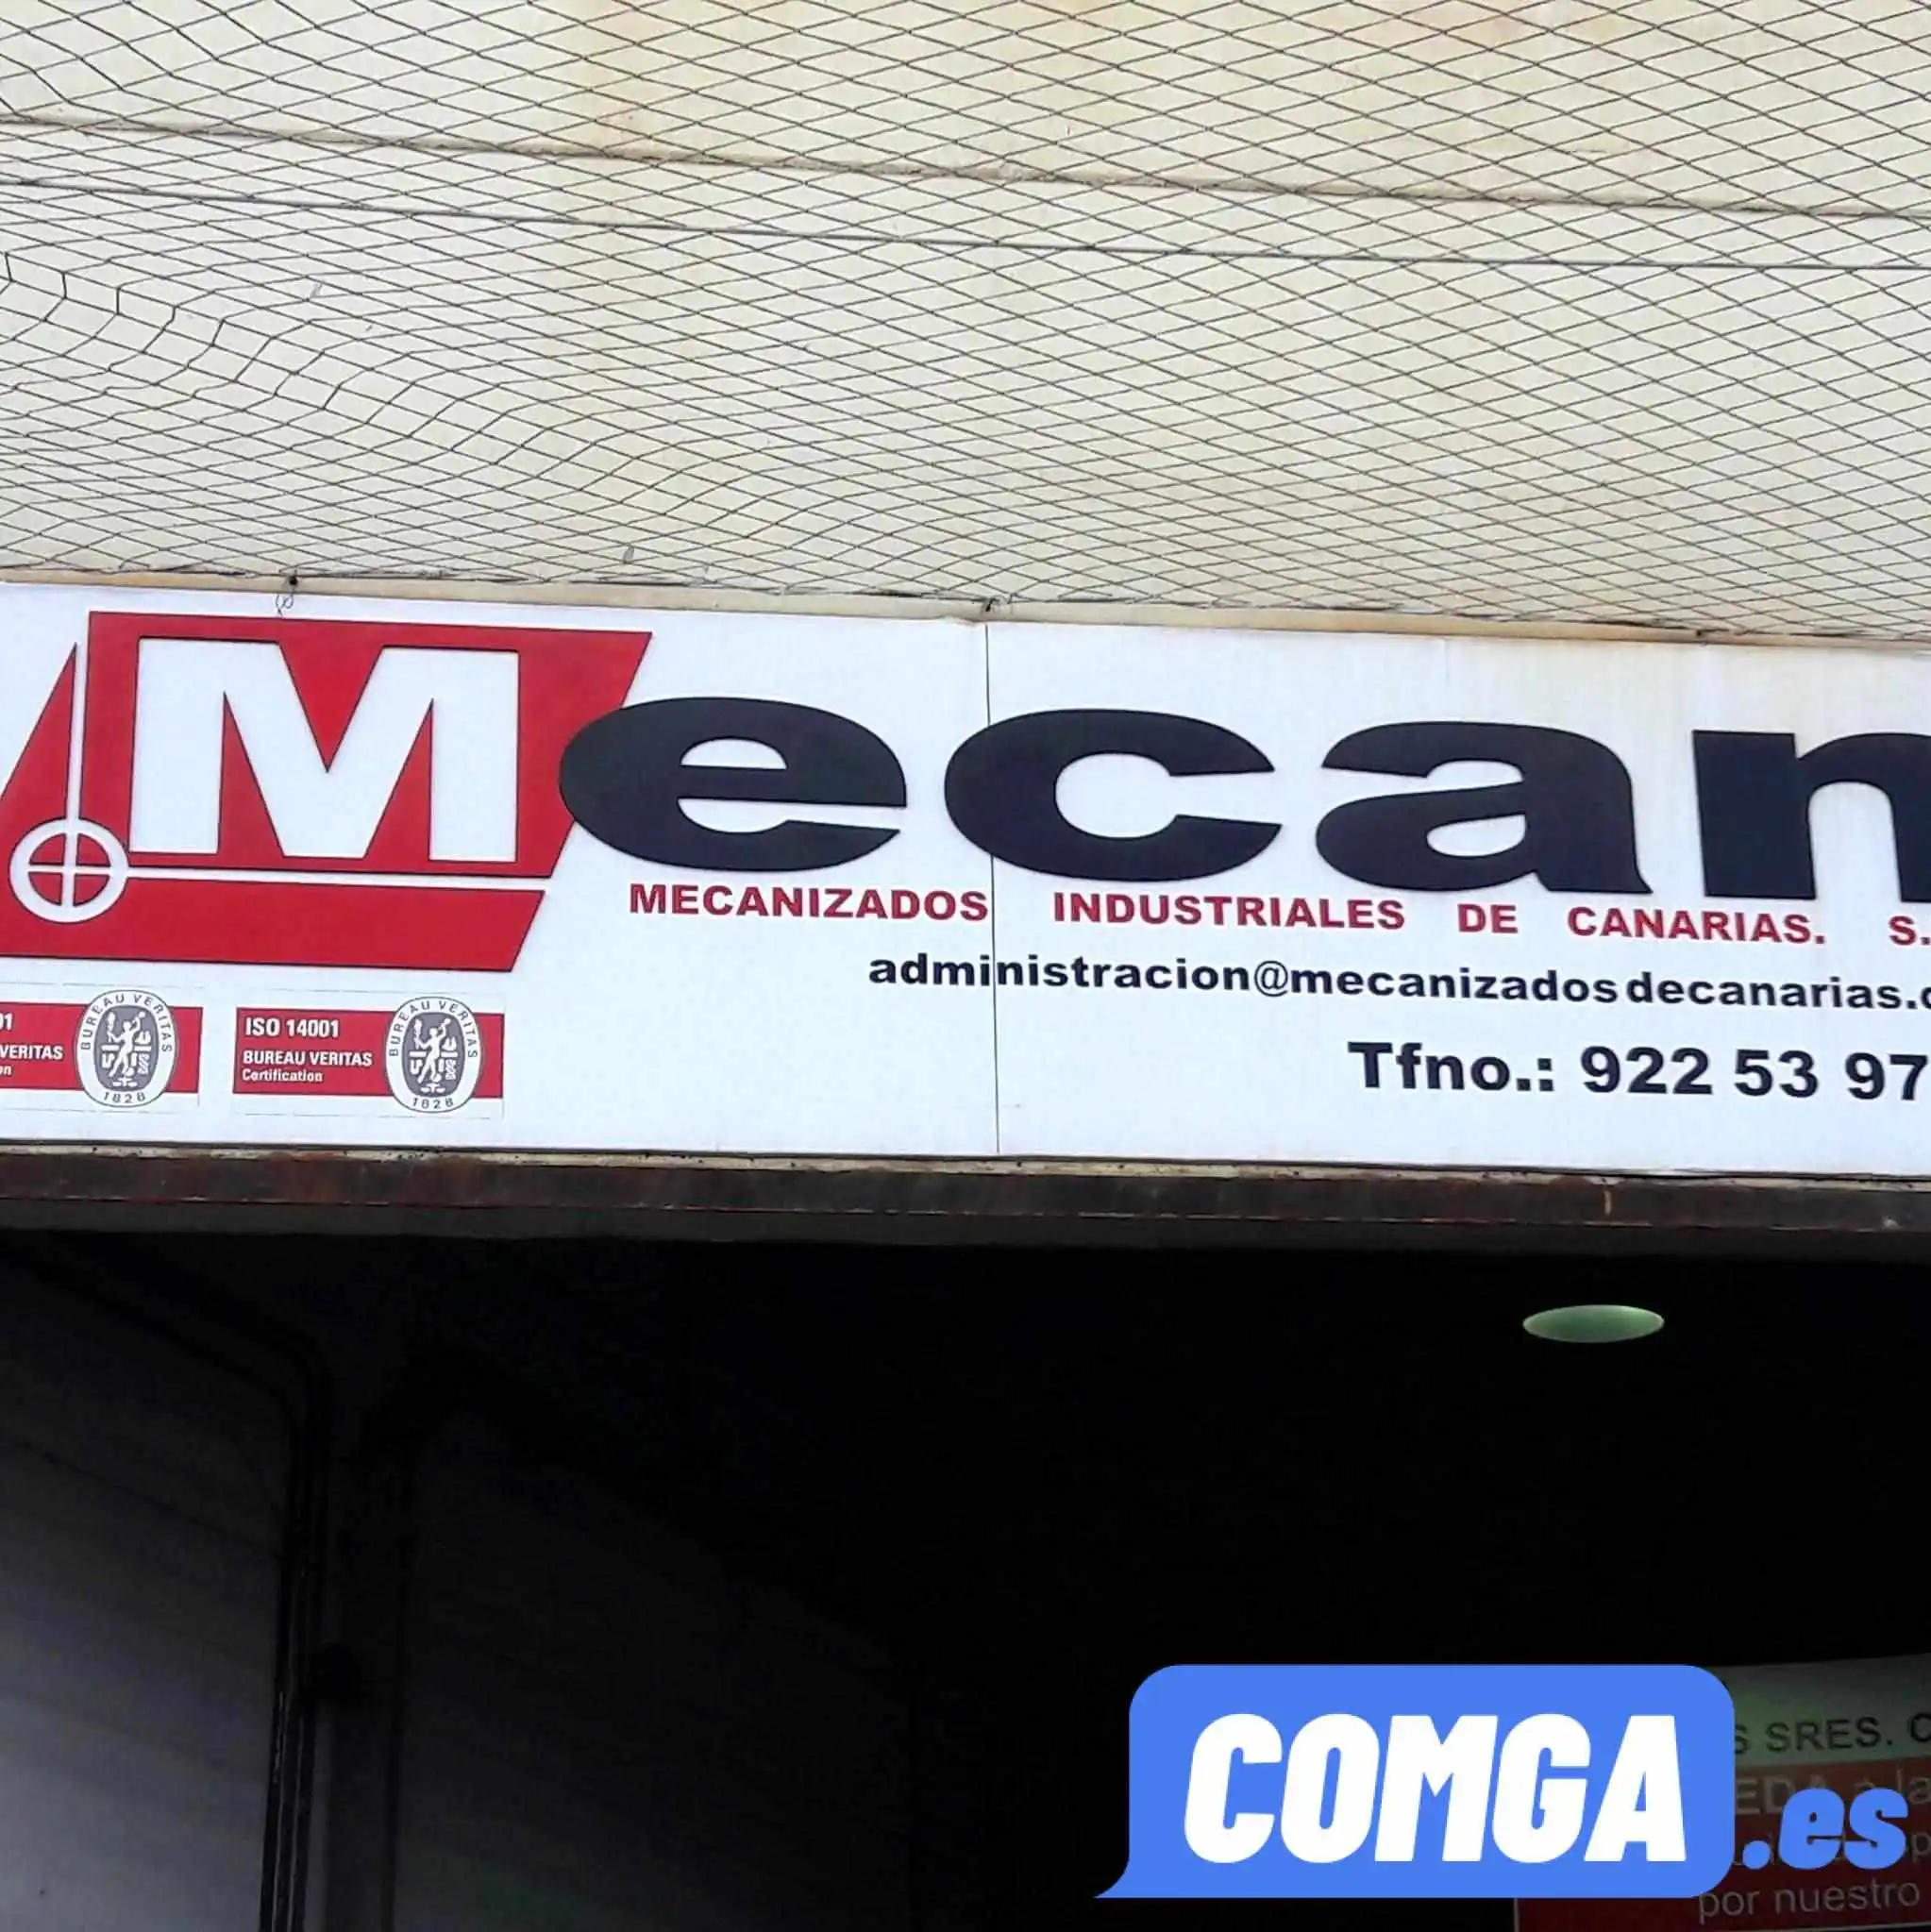 Mecan
MECANIZADOS INDUSTRIALES DE CANARIAS. S.
administracion@mecanizadosdecanarias.
Tfno.: 922 53 97
VERITAS
BUREAU VERITAS
1828
ISO 14001
BUREAU VERITAS
Certification
BUREAU VERITAS
1828
SRES.
a la
por nuestro
COMGA.es